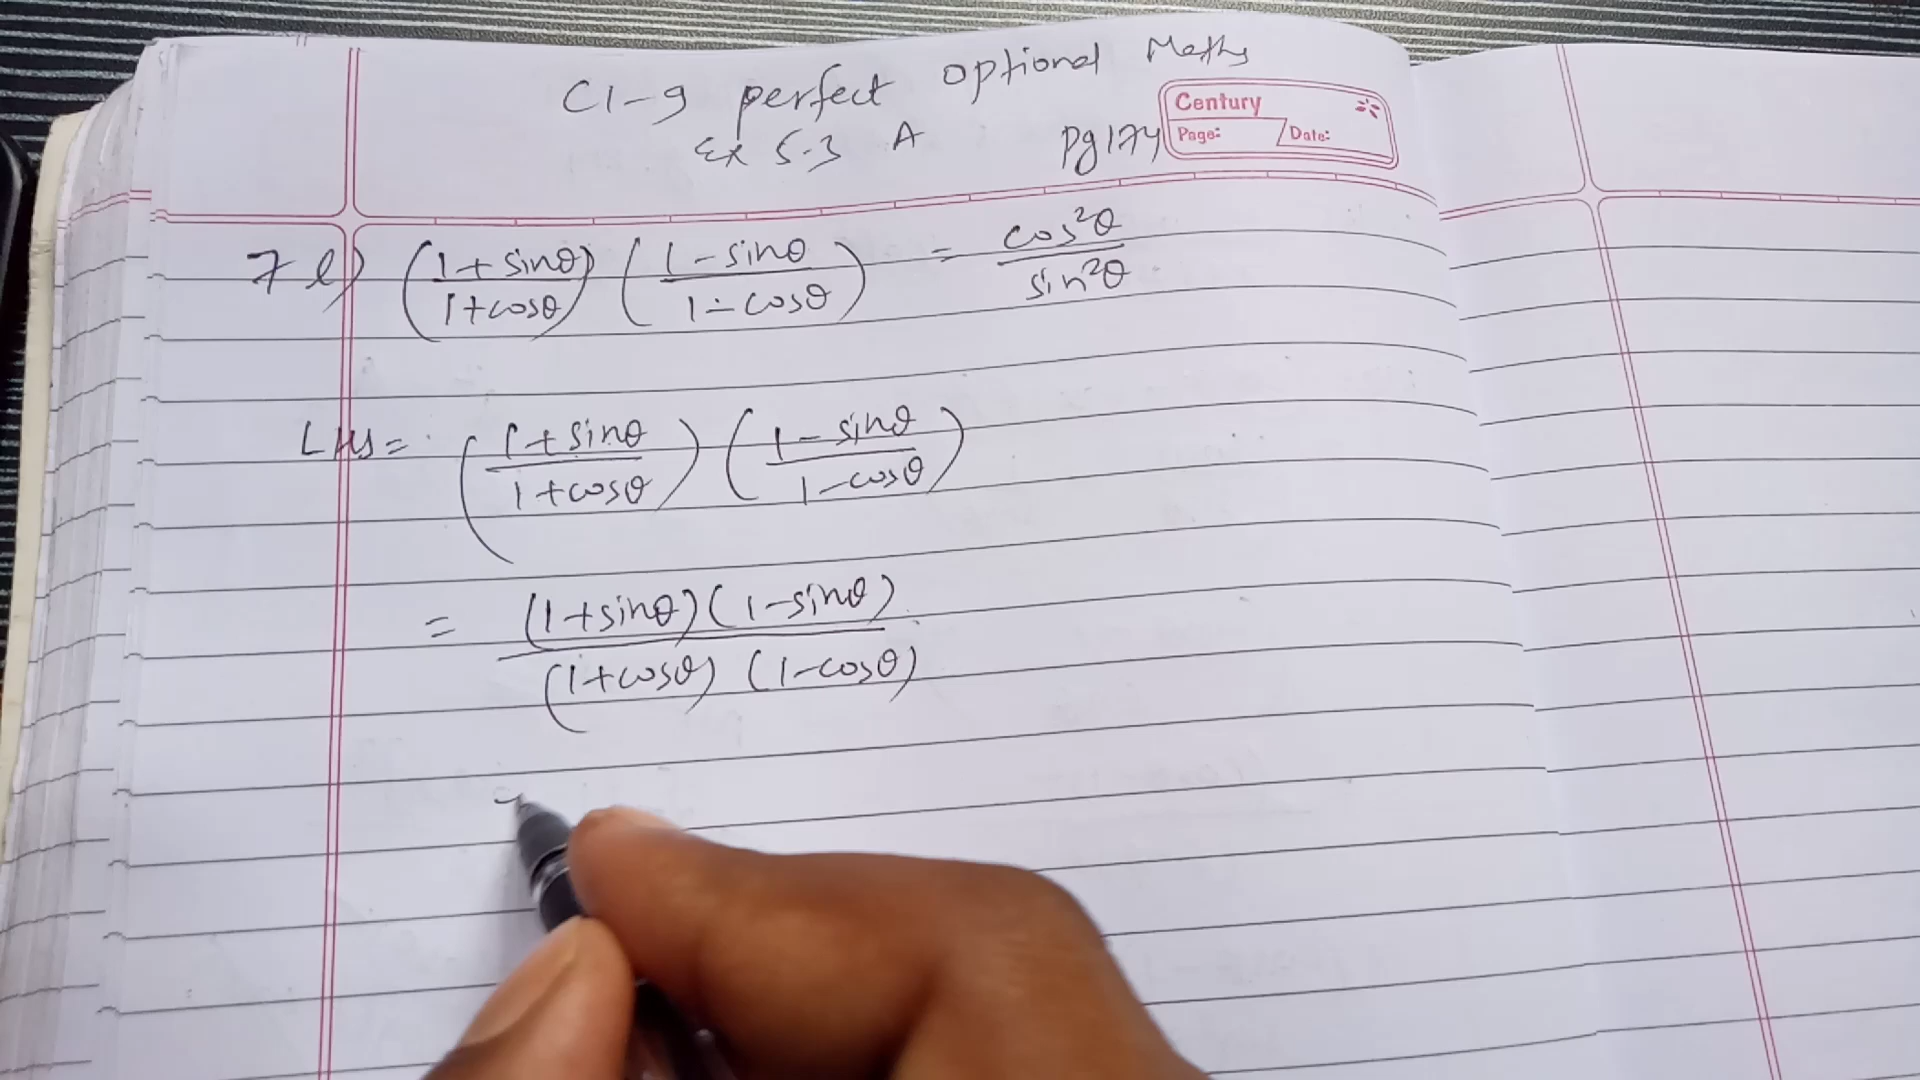 Cl-9 perfect optional Maths
Ex 5.3 A Pg 174
Century
Page: Date:
7 l) (1+sinθ/1+cosθ) (1-sinθ/1-cosθ) = cos²θ/sin²θ
LHS = (1+sinθ/1+cosθ) (1-sinθ/1-cosθ)
= (1+sinθ)(1-sinθ)/(1+cosθ) (1-cosθ)